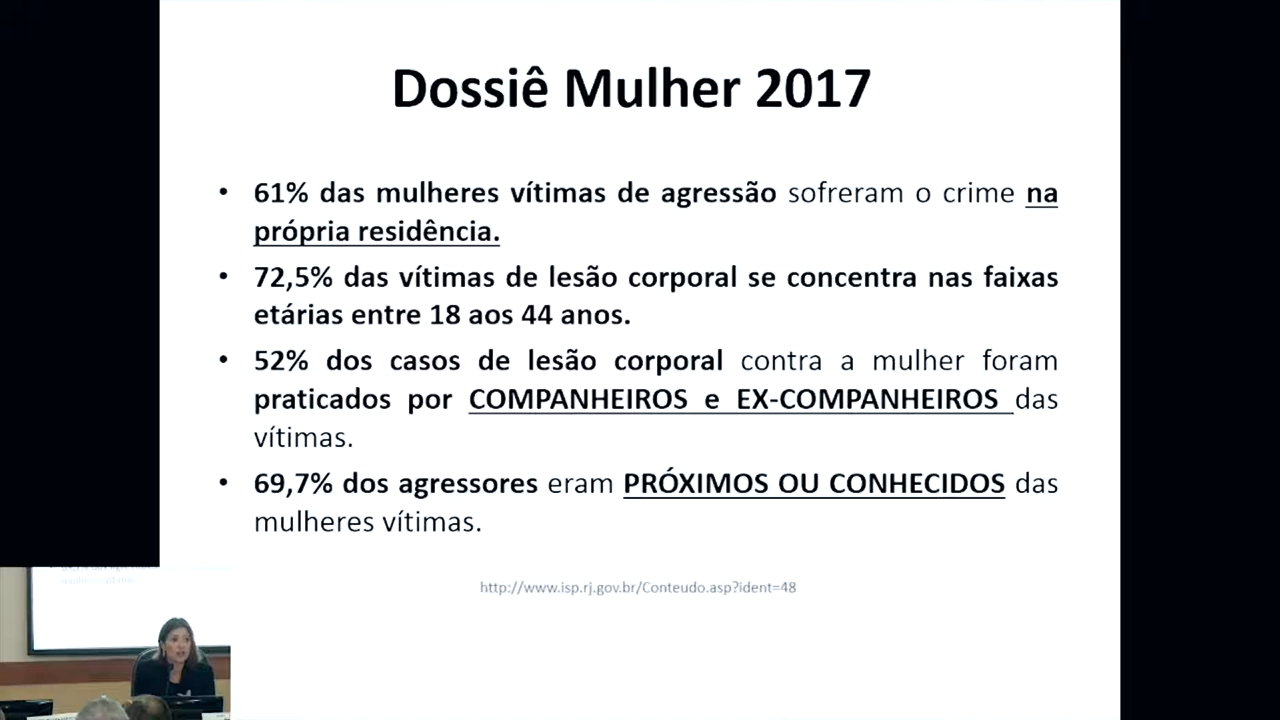 Dossiê Mulher 2017
• 61% das mulheres vítimas de agressão sofreram o crime na
própria residência.
• 72,5% das vítimas de lesão corporal se concentra nas faixas
etárias entre 18 aos 44 anos.
• 52% dos casos de lesão corporal contra a mulher foram
praticados por COMPANHEIROS e EX-COMPANHEIROS das
vítimas.
• 69,7% dos agressores eram PRÓXIMOS OU CONHECIDOS das
mulheres vítimas.
http://www.isp.rj.gov.br/Conteudo.asp?ident=48